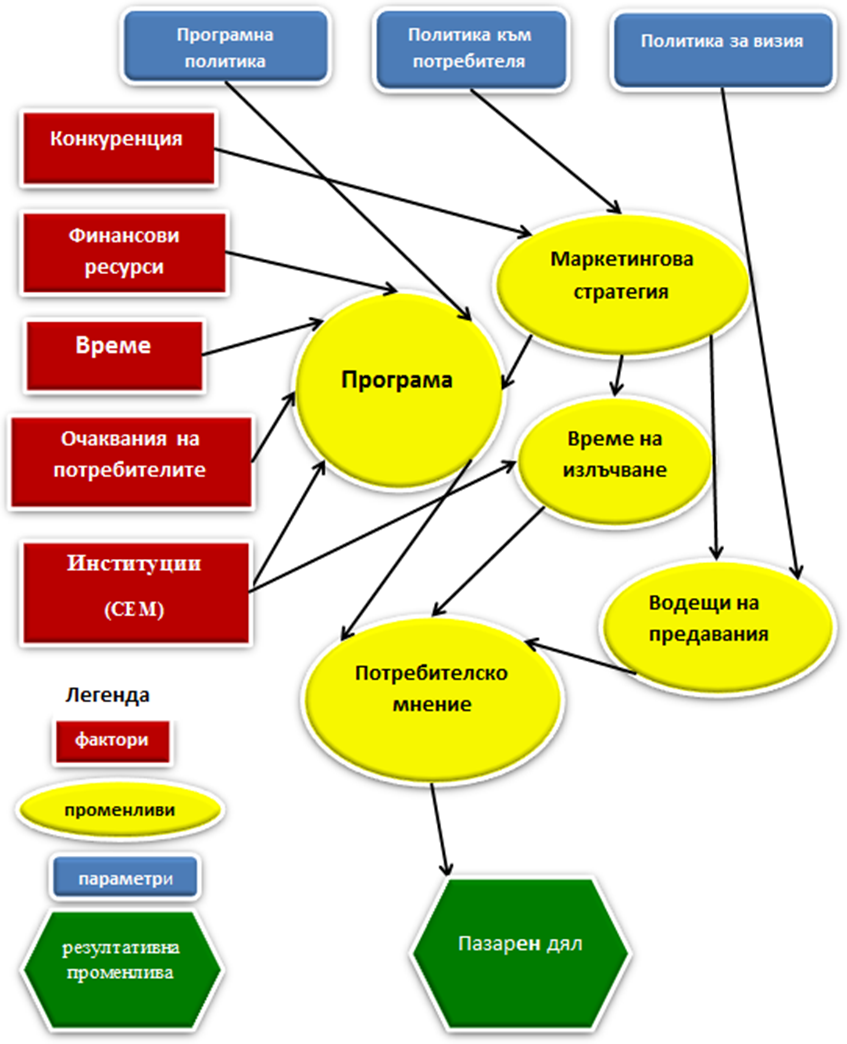 Програмна
политика
Политика към
потребителя
Политика за визия
Конкуренция
Финансови
ресурси
Маркетингова
стратегия
Време
Програма
Очаквания на
потребителите
Време на
излъчване
Институции
(СЕМ)
Водещи на
предавания
Потребителско
мнение
Легенда
фактори
променливи
параметри
резултативна
променлива
Пазарен дял